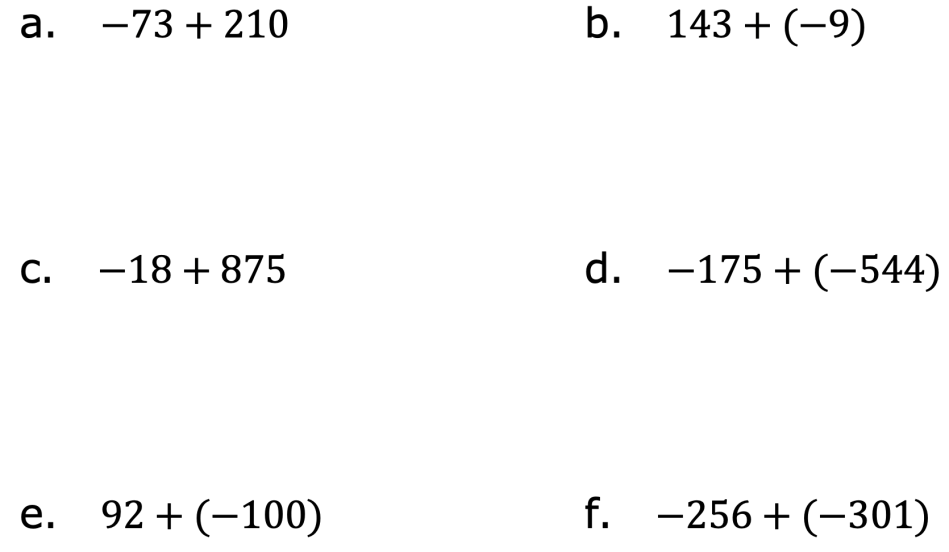 a. −73 + 210
b. 143 + (−9)
c. −18 + 875
d. −175 + (−544)
e. 92 + (−100)
f. −256 + (−301)